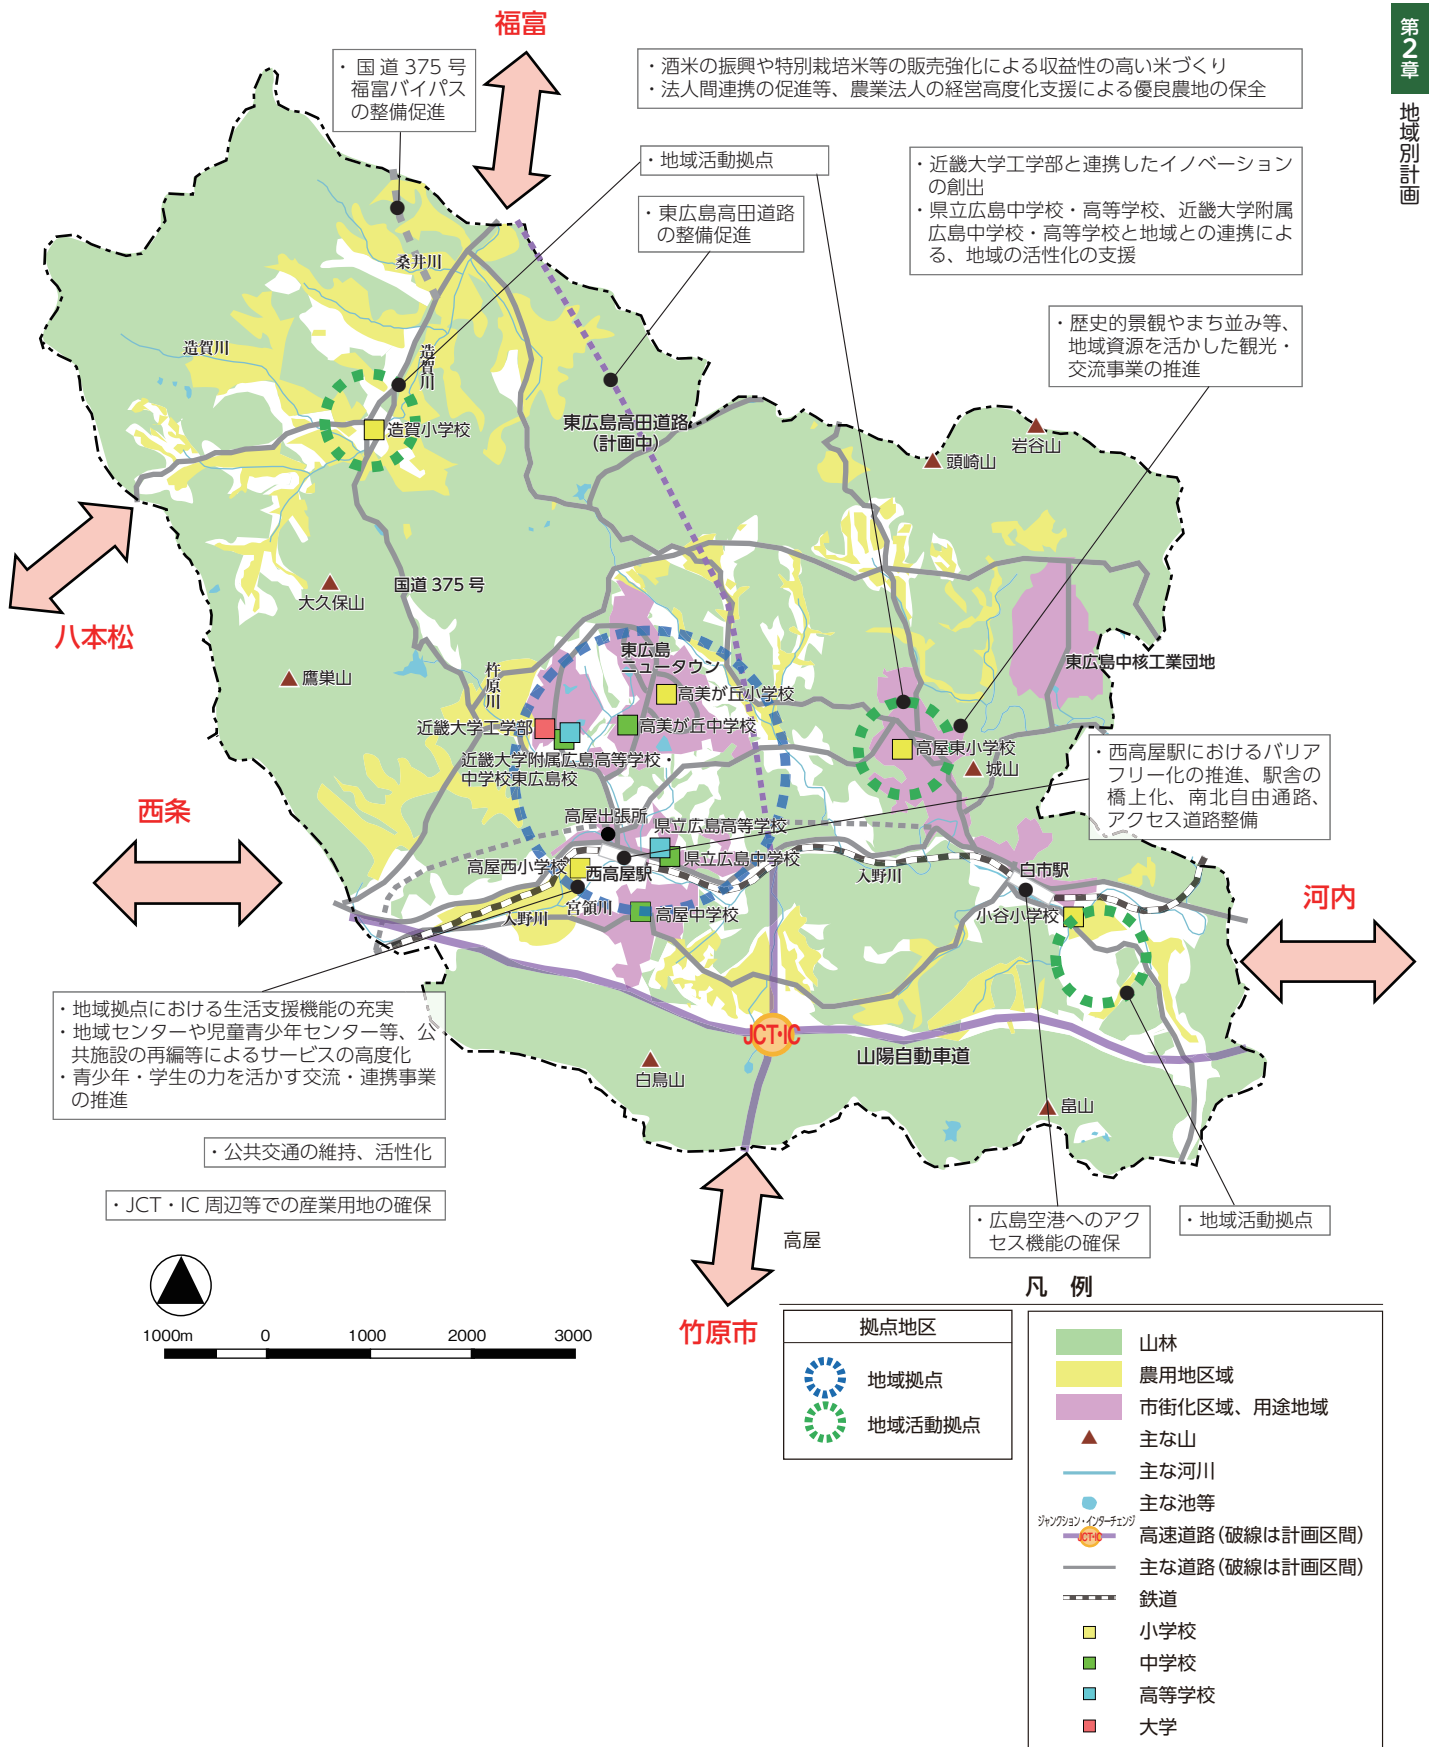 第2章
地域別計画
福富
・国道375号
福富バイパス
の整備促進
・酒米の振興や特別栽培米等の販売強化による収益性の高い米づくり
・法人間連携の促進等、農業法人の経営高度化支援による優良農地の保全
・地域活動拠点
・東広島高田道路
の整備促進
・近畿大学工学部と連携したイノベーション
の創出
・県立広島中学校・高等学校、近畿大学附属
広島中学校・高等学校と地域との連携によ
る、地域の活性化の支援
・歴史的景観やまち並み等、
地域資源を活かした観光・
交流事業の推進
桑井川
造賀川
造賀川
造賀小学校
東広島高田道路
(計画中)
岩谷山
頭崎山
国道375号
大久保山
八本松
鷹巣山
杵原川
東広島
ニュータウン
東広島中核工業団地
高美が丘小学校
高美が丘中学校
近畿大学工学部
近畿大学附属広島高等学校・
中学校東広島校
高屋東小学校
城山
・西高屋駅におけるバリア
フリー化の推進、駅舎の
橋上化、南北自由通路、
アクセス道路整備
西条
高屋出張所
県立広島高等学校
県立広島中学校
高屋西小学校
西高屋駅
入野川
白市駅
河内
入野川
宮領川
高屋中学校
小谷小学校
・地域拠点における生活支援機能の充実
・地域センターや児童青少年センター等、公
共施設の再編等によるサービスの高度化
・青少年・学生の力を活かす交流・連携事業
の推進
JCT・IC
山陽自動車道
白鳥山
畠山
・公共交通の維持、活性化
・JCT・IC周辺等での産業用地の確保
高屋
・広島空港へのアク
セス機能の確保
・地域活動拠点
竹原市
1000m 0 1000 2000 3000
凡 例
拠点地区
地域拠点
地域活動拠点
山林
農用地区域
市街化区域、用途地域
主な山
主な河川
主な池等
ジャンクション・インターチェンジ
JCT・IC
高速道路(破線は計画区間)
主な道路(破線は計画区間)
鉄道
小学校
中学校
高等学校
大学